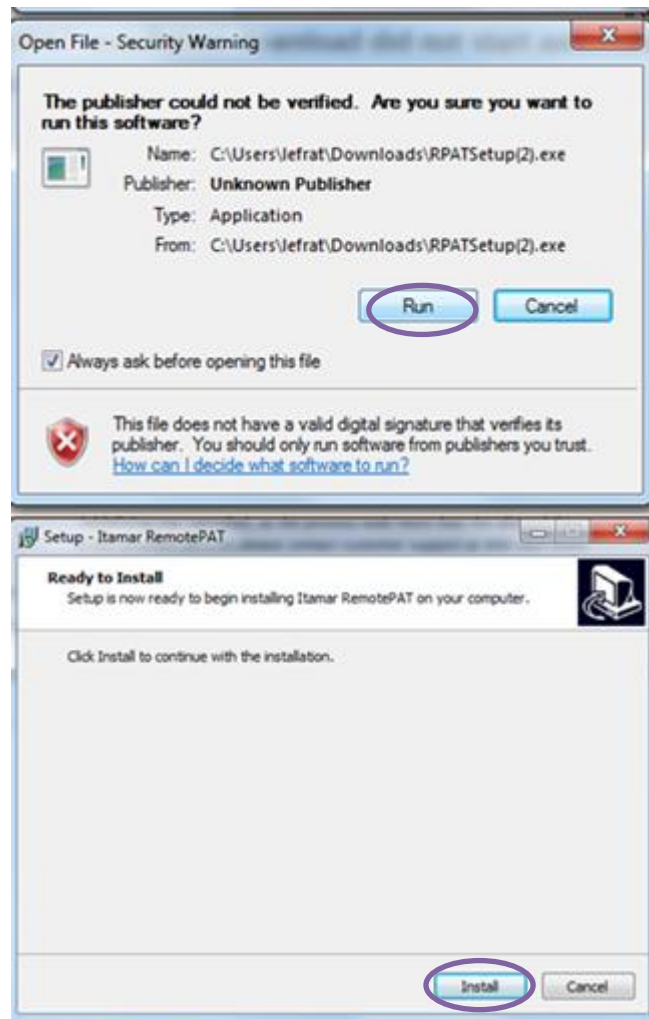 Open File - Security Warning
The publisher could not be verified. Are you sure you want to
run this software?
Name: C:\Users\lefrat\Downloads\RPATSetup(2).exe
Publisher: Unknown Publisher
Type: Application
From: C:\Users\lefrat\Downloads\RPATSetup(2).exe
Run Cancel
Always ask before opening this file
This file does not have a valid digital signature that verifies its
publisher. You should only run software from publishers you trust.
How can I decide what software to run?
Setup - Itamar RemotePAT
Ready to Install
Setup is now ready to begin installing Itamar RemotePAT on your computer.
Click Install to continue with the installation.
Install Cancel